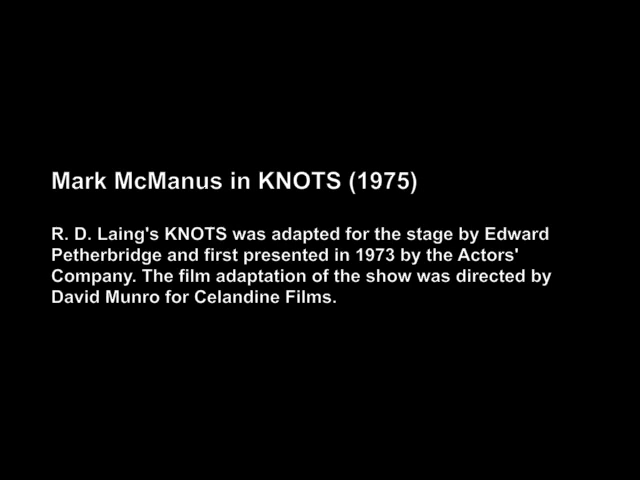 Mark McManus in KNOTS (1975)
R. D. Laing's KNOTS was adapted for the stage by Edward
Petherbridge and first presented in 1973 by the Actors'
Company. The film adaptation of the show was directed by
David Munro for Celandine Films.